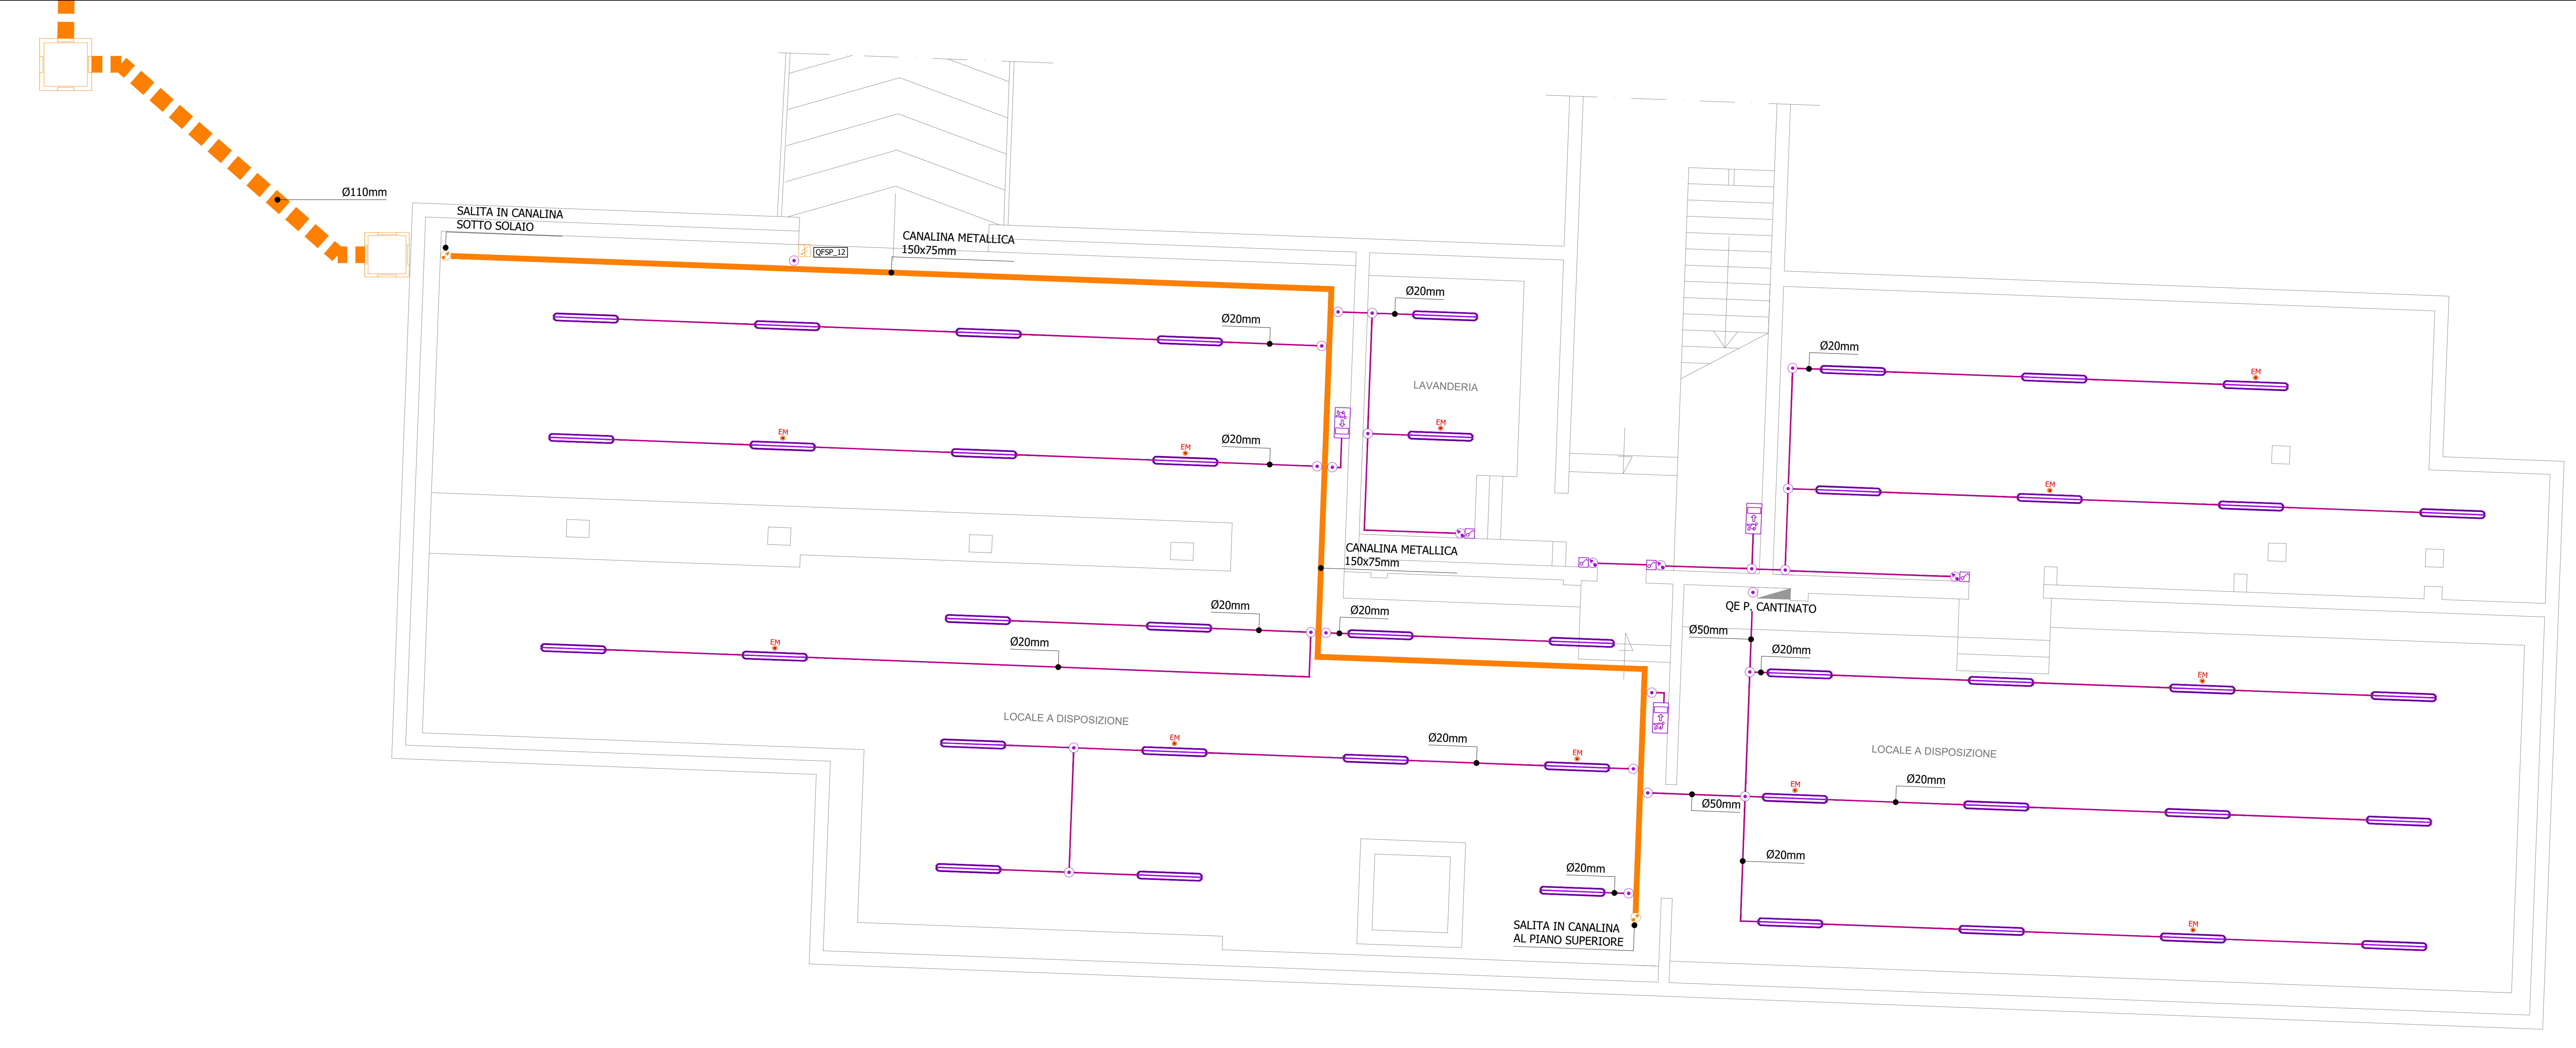 Ø110mm
SALITA IN CANALINA
SOTTO SOLAIO
QFSP_12
CANALINA METALLICA
150x75mm
Ø20mm
Ø20mm
LAVANDERIA
Ø20mm
EM
EM
EM
EM
Ø20mm
EM
EM
CANALINA METALLICA
150x75mm
QE P. CANTINATO
Ø20mm
Ø20mm
Ø50mm
EM
Ø20mm
Ø20mm
EM
LOCALE A DISPOSIZIONE
EM
Ø20mm
EM
LOCALE A DISPOSIZIONE
EM
Ø20mm
Ø50mm
Ø20mm
Ø20mm
SALITA IN CANALINA
AL PIANO SUPERIORE
EM